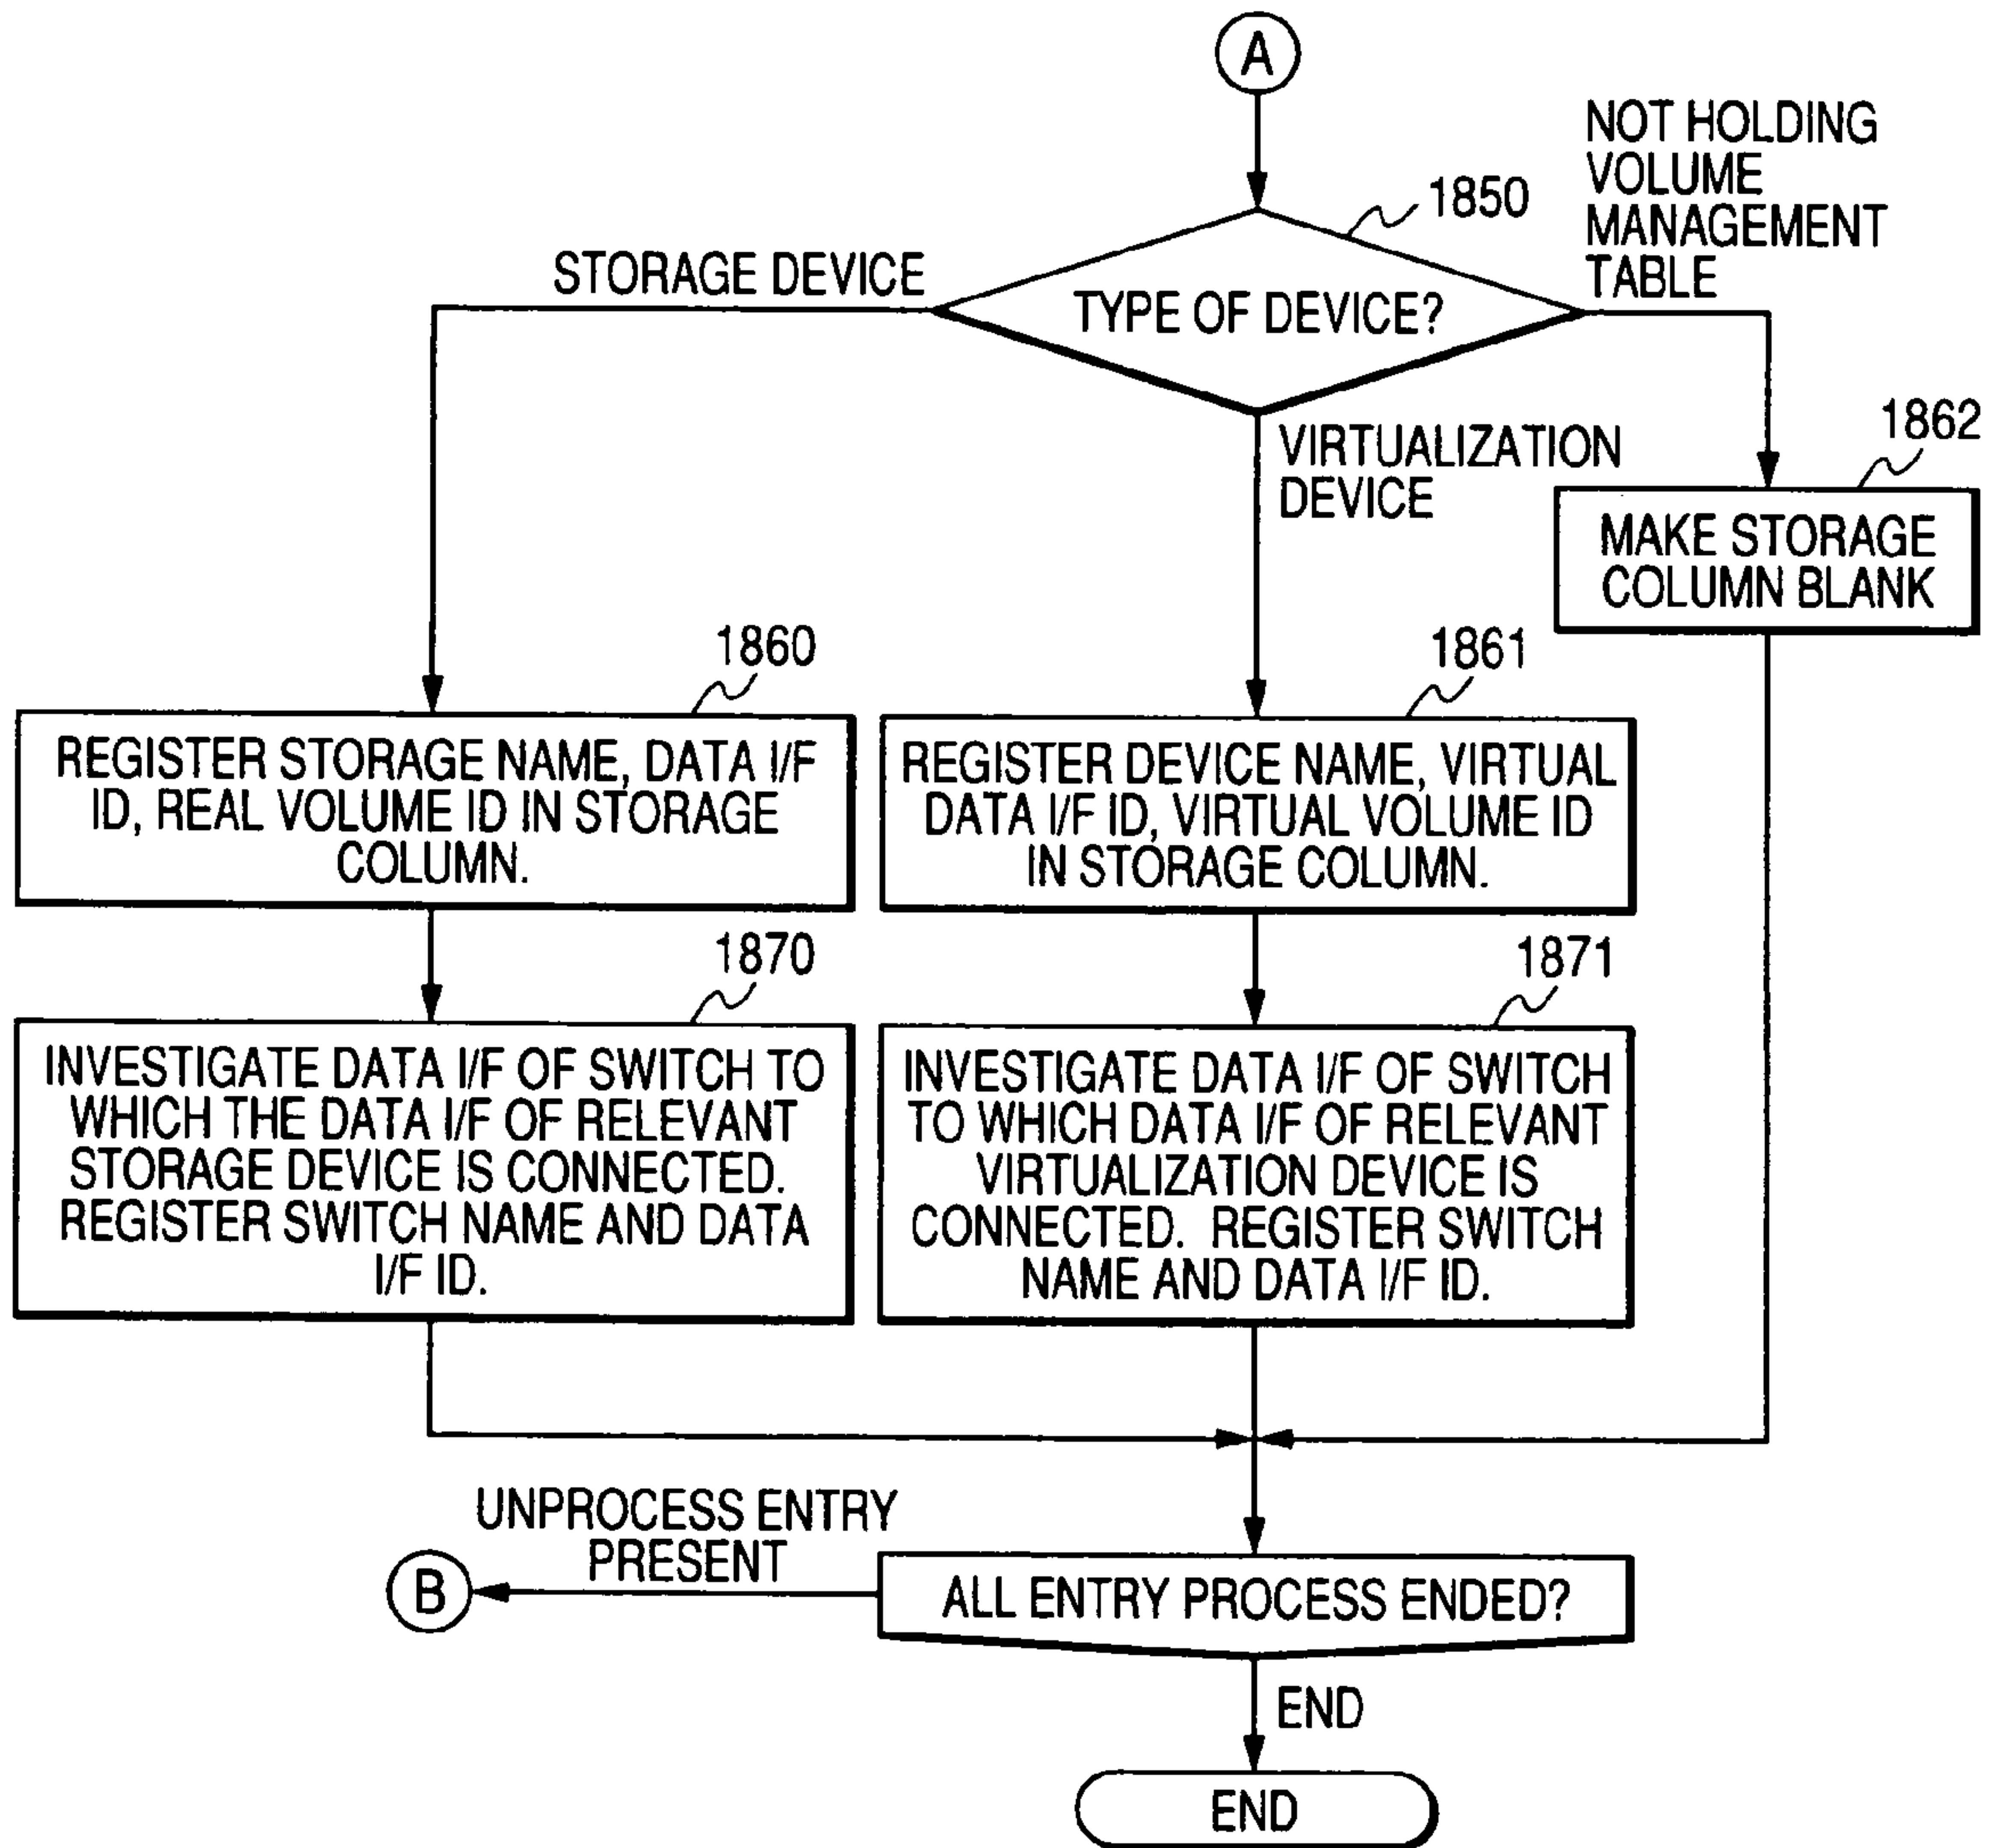 A
NOT HOLDING
VOLUME
MANAGEMENT
TABLE
1850
STORAGE DEVICE
TYPE OF DEVICE?
VIRTUALIZATION
DEVICE
1862
MAKE STORAGE
COLUMN BLANK
1860
REGISTER STORAGE NAME, DATA I/F
ID, REAL VOLUME ID IN STORAGE
COLUMN.
1861
REGISTER DEVICE NAME, VIRTUAL
DATA I/F ID, VIRTUAL VOLUME ID
IN STORAGE COLUMN.
1870
INVESTIGATE DATA I/F OF SWITCH TO
WHICH THE DATA I/F OF RELEVANT
STORAGE DEVICE IS CONNECTED.
REGISTER SWITCH NAME AND DATA
I/F ID.
1871
INVESTIGATE DATA I/F OF SWITCH
TO WHICH DATA I/F OF RELEVANT
VIRTUALIZATION DEVICE IS
CONNECTED. REGISTER SWITCH
NAME AND DATA I/F ID.
UNPROCESS ENTRY
PRESENT
B
ALL ENTRY PROCESS ENDED?
END
END